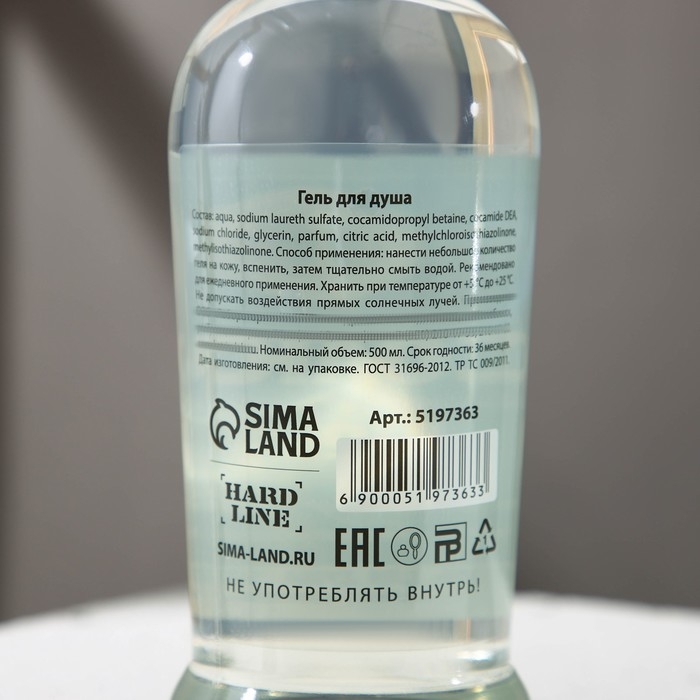 Гель для душа
Состав: aqua, sodium laureth sulfate, cocamidopropyl betaine, cocamide DEA,
sodium chloride, glycerin, parfum, citric acid, methylchloroisothiazolinone,
methylisothiazolinone. Способ применения: нанести небольшое количество
геля на кожу, вспенить, затем тщательно смыть водой. Рекомендовано
для ежедневного применения. Хранить при температуре от +5 °C до +25 °C.
Не допускать воздействия прямых солнечных лучей.
Номинальный объем: 500 мл. Срок годности: 36 месяцев.
Дата изготовления: см. на упаковке. ГОСТ 31696-2012. ТР ТС 009/2011.
SIMA
LAND
HARD
LINE
SIMA-LAND.RU
Арт.: 5197363
6 900051 973633
EAC
РР
1
НЕ УПОТРЕБЛЯТЬ ВНУТРЬ!